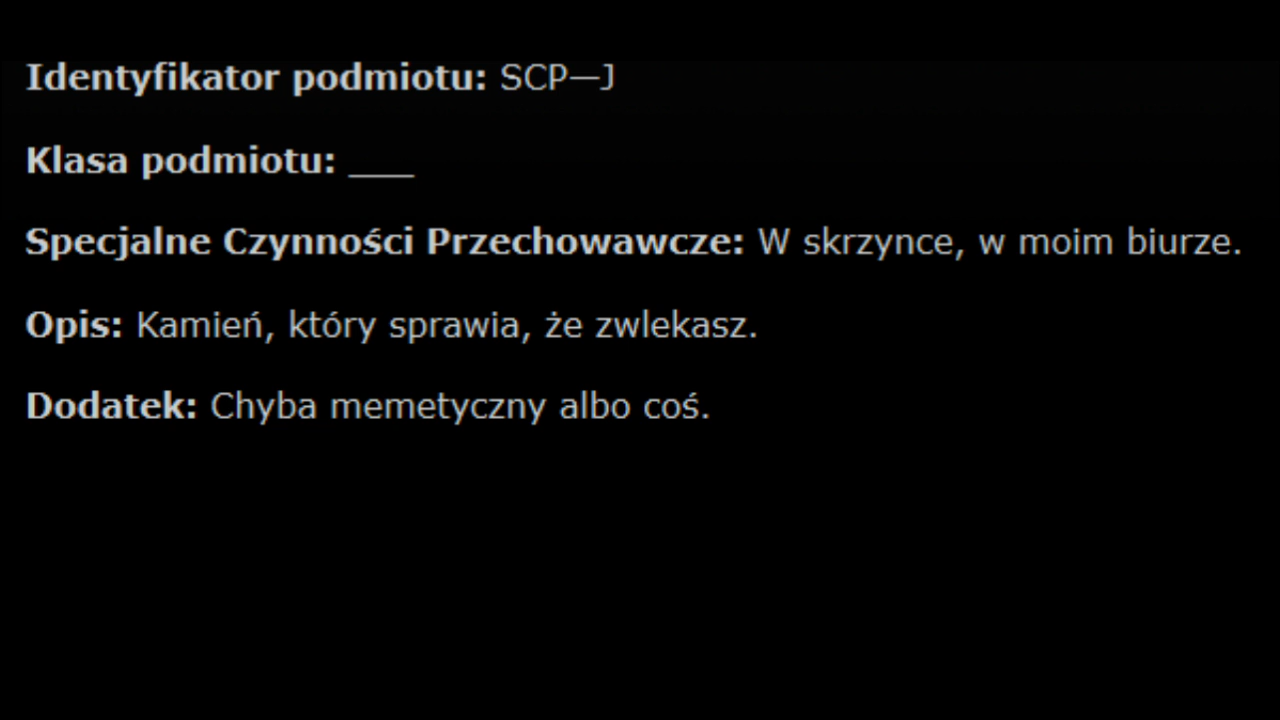 Identyfikator podmiotu: SCP—J
Klasa podmiotu: ___
Specjalne Czynności Przechowawcze: W skrzynce, w moim biurze.
Opis: Kamień, który sprawia, że zwlekasz.
Dodatek: Chyba memetyczny albo coś.